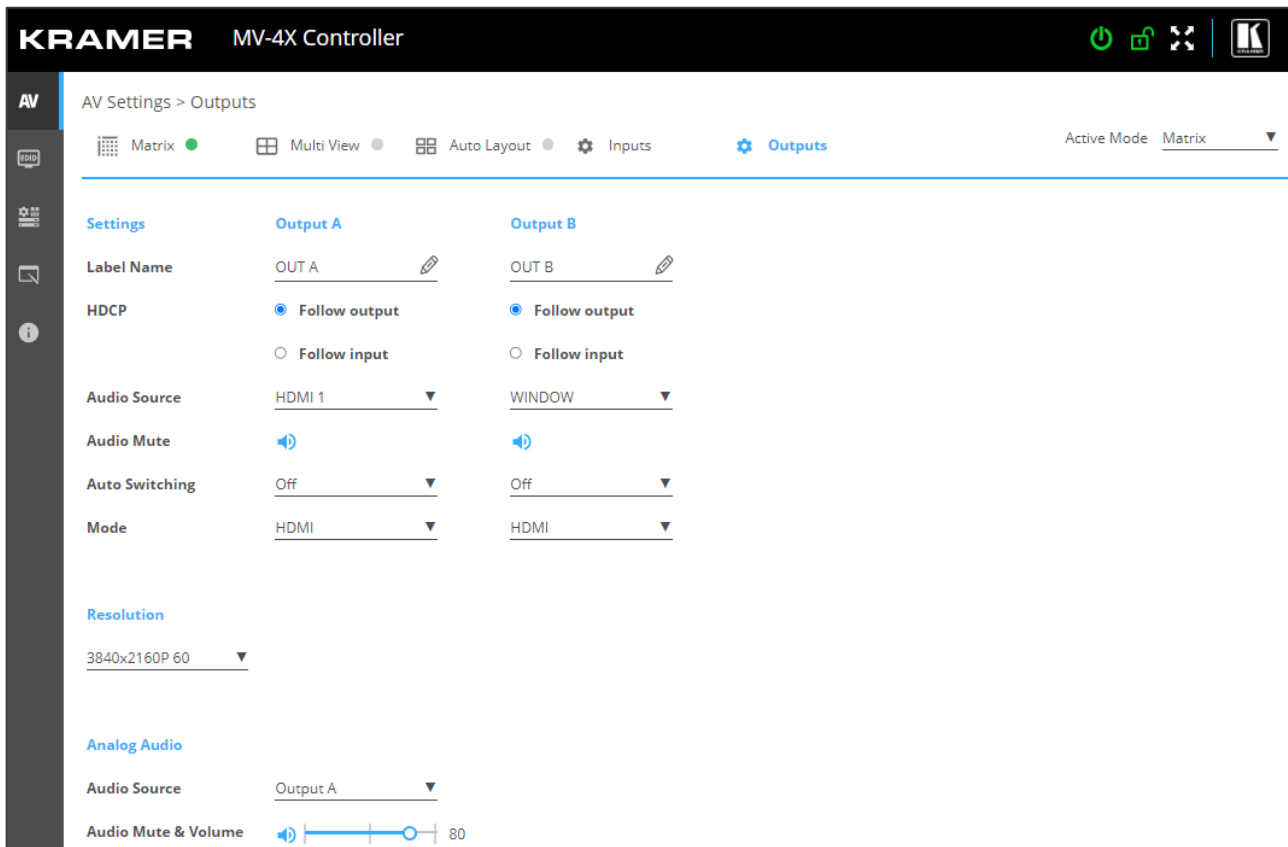 KRAMER MV-4X Controller
KRAMER
AV
AV Settings > Outputs
Matrix Multi View Auto Layout Inputs Outputs Active Mode Matrix
EDID
Settings Output A Output B
Label Name OUT A OUT B
HDCP Follow output Follow output
Follow input Follow input
Audio Source HDMI 1 WINDOW
Audio Mute
Auto Switching Off Off
Mode HDMI HDMI
Resolution
3840x2160P 60
Analog Audio
Audio Source Output A
Audio Mute & Volume 80